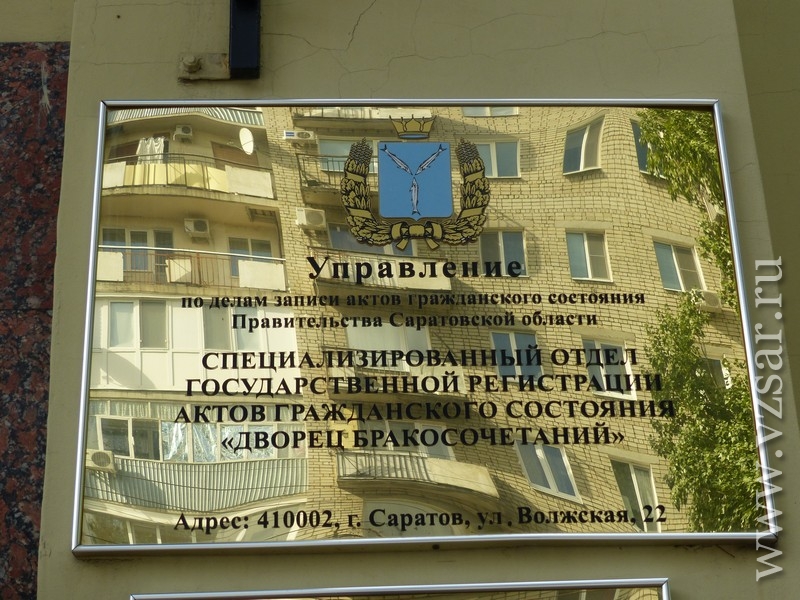 Управление
по делам записи актов гражданского состояния
Правительства Саратовской области
СПЕЦИАЛИЗИРОВАННЫЙ ОТДЕЛ
ГОСУДАРСТВЕННОЙ РЕГИСТРАЦИИ
АКТОВ ГРАЖДАНСКОГО СОСТОЯНИЯ
«ДВОРЕЦ БРАКОСОЧЕТАНИЙ»
Адрес: 410002, г. Саратов, ул. Волжская, 22
www.vzsar.ru